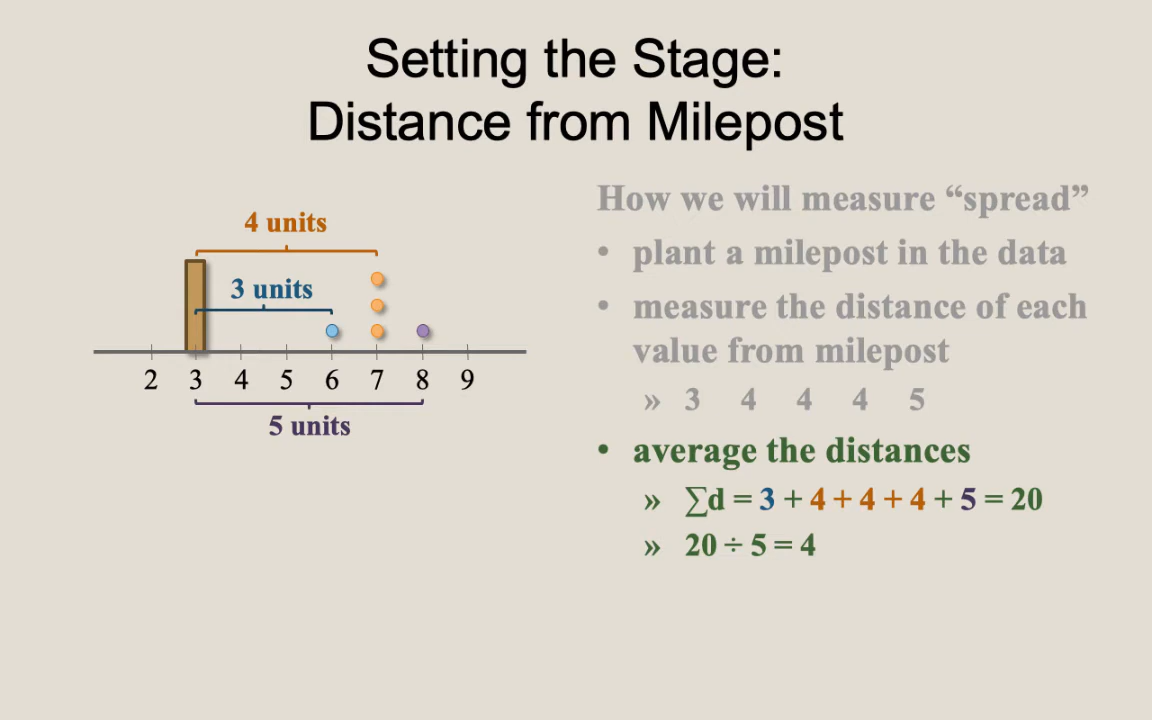 Setting the Stage:
Distance from Milepost
4 units
3 units
2 3 4 5 6 7 8 9
5 units
How we will measure “spread”
• plant a milepost in the data
• measure the distance of each
value from milepost
» 3 4 4 4 5
• average the distances
» ∑d = 3 + 4 + 4 + 4 + 5 = 20
» 20 ÷ 5 = 4